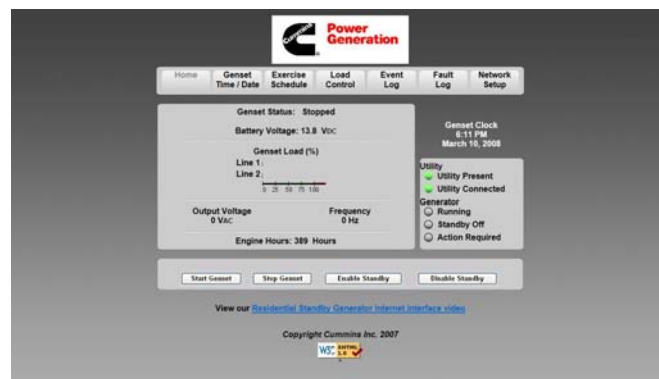 Cummins
Power
Generation
Home
Genset
Time / Date
Exercise
Schedule
Load
Control
Event
Log
Fault
Log
Network
Setup
Genset Status: Stopped
Battery Voltage: 13.8 VDC
Genset Load (%)
Line 1:
Line 2:
0 25 50 75 100
Output Voltage
0 VAC
Frequency
0 Hz
Engine Hours: 389 Hours
Genset Clock
6:11 PM
March 10, 2008
Utility
Utility Present
Utility Connected
Generator
Running
Standby Off
Action Required
Start Genset
Stop Genset
Enable Standby
Disable Standby
View our Residential Standby Generator internet interface video
Copyright Cummins Inc. 2007
W3C XHTML
1.0